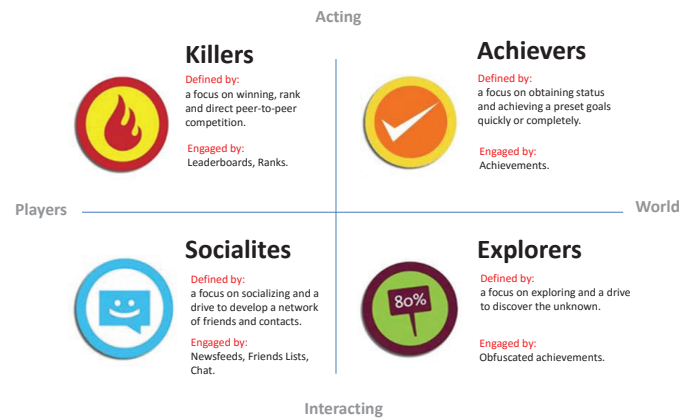 Acting
Killers
Defined by:
a focus on winning, rank
and direct peer-to-peer
competition.
Engaged by:
Leaderboards, Ranks.
Achievers
Defined by:
a focus on obtaining status
and achieving a preset goals
quickly or completely.
Engaged by:
Achievements.
Players
World
Socialites
Defined by:
a focus on socializing and a
drive to develop a network
of friends and contacts.
Engaged by:
Newsfeeds, Friends Lists,
Chat.
80%
Explorers
Defined by:
a focus on exploring and a drive
to discover the unknown.
Engaged by:
Obfuscated achievements.
Interacting